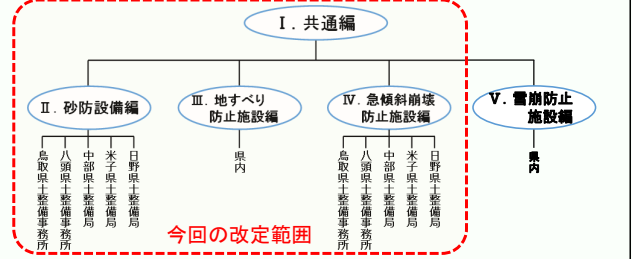 Ⅰ．共通編
Ⅱ．砂防設備編
Ⅲ．地すべり
防止施設編
Ⅳ．急傾斜崩壊
防止施設編
Ⅴ．雪崩防止
施設編
鳥取県土整備事務所
八頭県土整備事務所
中部県土整備局
米子県土整備局
日野県土整備局
県内
鳥取県土整備事務所
八頭県土整備事務所
中部県土整備局
米子県土整備局
日野県土整備局
県内
今回の改定範囲